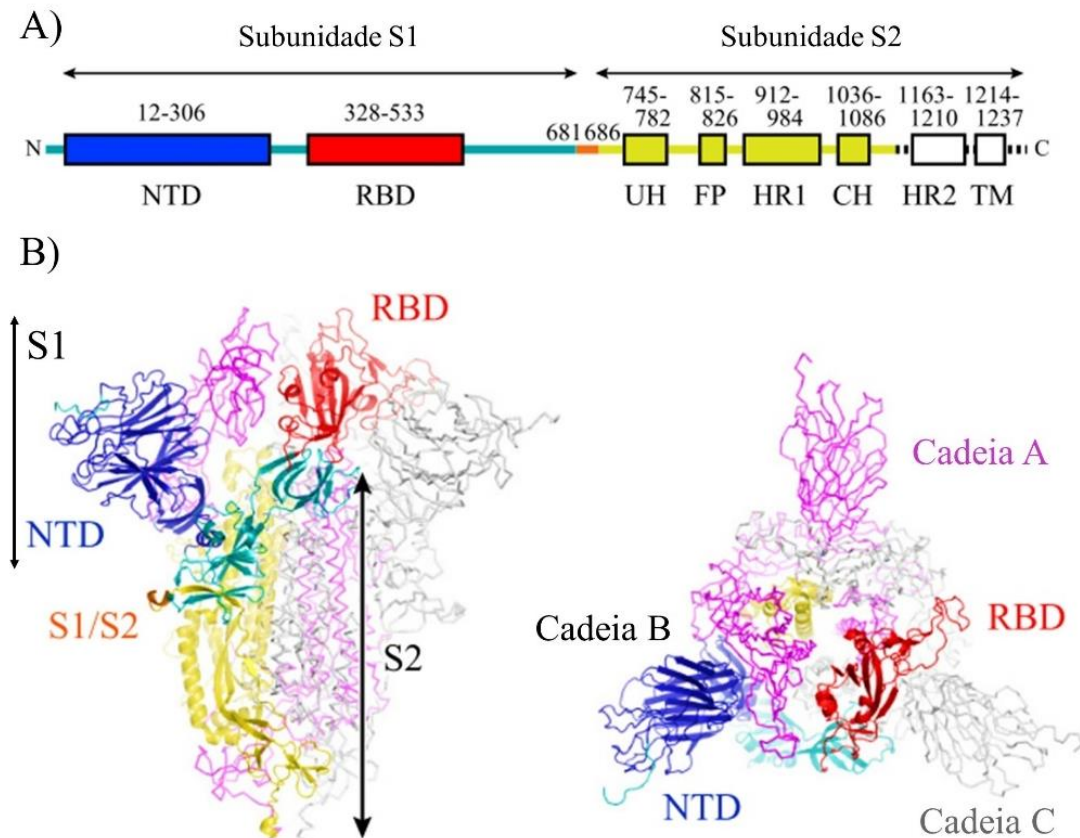 A)
Subunidade S1 Subunidade S2
12-306 328-533 681 686 745-782 815-826 912-984 1036-1086 1163-1210 1214-1237
N C
NTD RBD UH FP HR1 CH HR2 TM
B)
RBD
S1
NTD
S1/S2
S2
Cadeia A
Cadeia B
RBD
NTD
Cadeia C